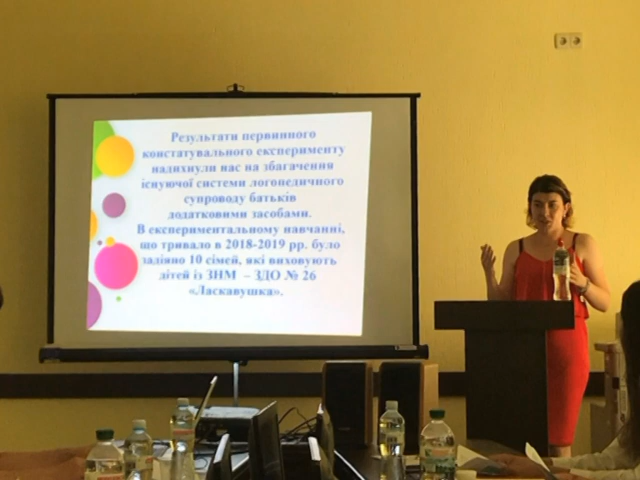 Результати первинного
констатувального експерименту
надихнули нас на збагачення
існуючої системи логопедичного
супроводу батьків
додатковими засобами.
В експериментальному навчанні,
що тривало в 2018-2019 рр. було
задіяно 10 сімей, які виховують
дітей із ЗНМ – ЗДО № 26
«Ласкавушка».